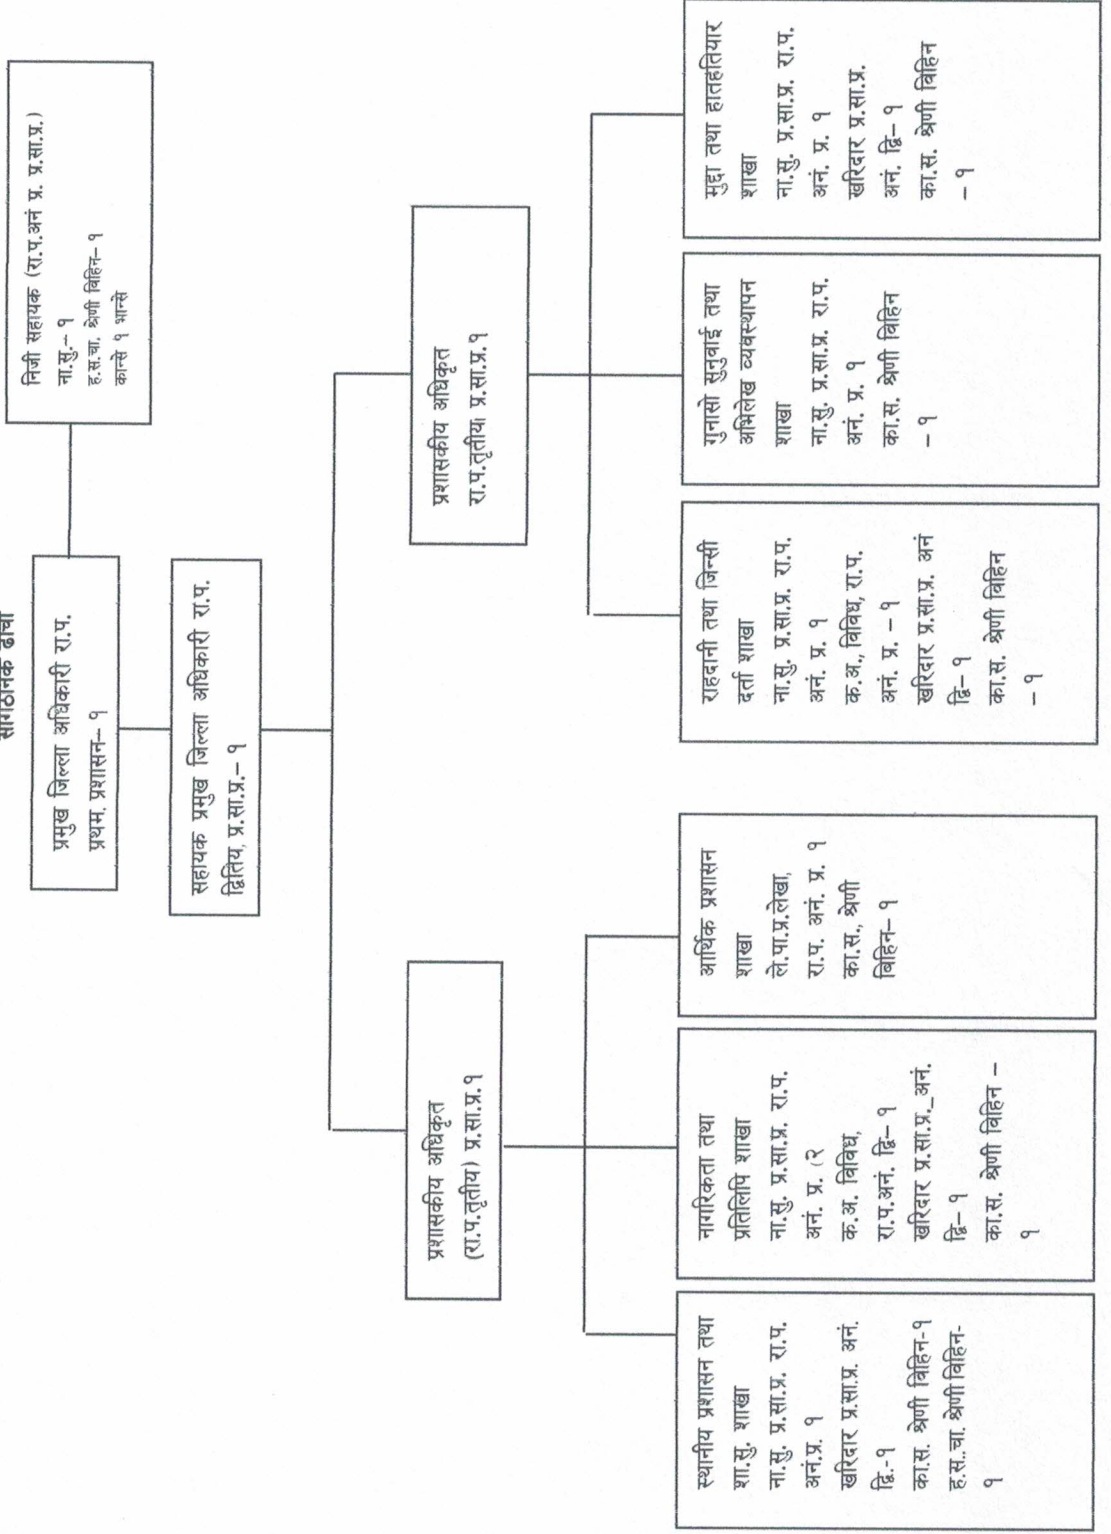 सांगठनिक ढाँचा
प्रमुख जिल्ला अधिकारी रा.प.
प्रथम, प्रशासन– १
निजी सहायक (रा.प.अनं प्र. प्र.सा.प्र.)
ना.सु.– १
ह.स.चा. श्रेणी विहिन– १
कान्से १ भान्से
सहायक प्रमुख जिल्ला अधिकारी रा.प.
द्वितिय, प्र.सा.प्र.– १
प्रशासकीय अधिकृत
(रा.प.तृतीय) प्र.सा.प्र.१
प्रशासकीय अधिकृत
रा.प.तृतीय। प्र.सा.प्र.१
स्थानीय प्रशासन तथा
शा.सु. शाखा
ना.सु. प्र.सा.प्र. रा.प.
अनं.प्र. १
खरिदार प्र.सा.प्र. अनं.
द्वि.-१
का.स. श्रेणी विहिन-१
ह.स..चा. श्रेणी विहिन-
१
नागरिकता तथा
प्रतिलिपि शाखा
ना.सु. प्र.सा.प्र. रा.प.
अनं. प्र. (२
क.अ. विविध,
रा.प.अनं. द्वि– १
खरिदार प्र.सा.प्र._अनं.
द्वि– १
का.स. श्रेणी विहिन –
१
आर्थिक प्रशासन
शाखा
ले.पा.प्र.लेखा,
रा.प. अनं. प्र. १
का.स., श्रेणी
विहिन– १
राहदानी तथा जिन्सी
दर्ता शाखा
ना.सु. प्र.सा.प्र. रा.प.
अनं. प्र. १
क.अ., विविध, रा.प.
अनं. प्र. – १
खरिदार प्र.सा.प्र. अनं
द्वि– १
का.स. श्रेणी विहिन
– १
गुनासो सुनुवाई तथा
अभिलेख व्यवस्थापन
शाखा
ना.सु. प्र.सा.प्र. रा.प.
अनं. प्र. १
का.स. श्रेणी विहिन
– १
मुद्दा तथा हातहतियार
शाखा
ना.सु. प्र.सा.प्र. रा.प.
अनं. प्र. १
खरिदार प्र.सा.प्र.
अनं. द्वि– १
का.स. श्रेणी विहिन
– १